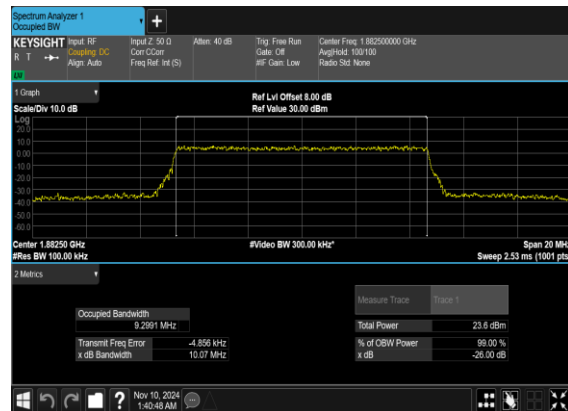 Spectrum Analyzer 1
Occupied BW
KEYSIGHT
R T
LVI
Input: RF
Coupling: DC
Align: Auto
Input Z: 50 Ω
Corr CCorr
Freq Ref: Int (S)
Atten: 40 dB
Trig: Free Run
Gate: Off
#IF Gain: Low
Center Freq: 1.882500000 GHz
Avg|Hold: 100/100
Radio Std: None
1 Graph
Scale/Div 10.0 dB
Ref Lvl Offset 8.00 dB
Ref Value 30.00 dBm
Log
20.0
10.0
0.00
-10.0
-20.0
-30.0
-40.0
-50.0
-60.0
Center 1.88250 GHz
#Res BW 100.00 kHz
#Video BW 300.00 kHz*
Span 20 MHz
Sweep 2.53 ms (1001 pts)
2 Metrics
Measure Trace Trace 1
Occupied Bandwidth
9.2991 MHz
Total Power 23.6 dBm
Transmit Freq Error -4.856 kHz
% of OBW Power 99.00 %
x dB Bandwidth 10.07 MHz
x dB -26.00 dB
?
Nov 10, 2024
1:40:48 AM